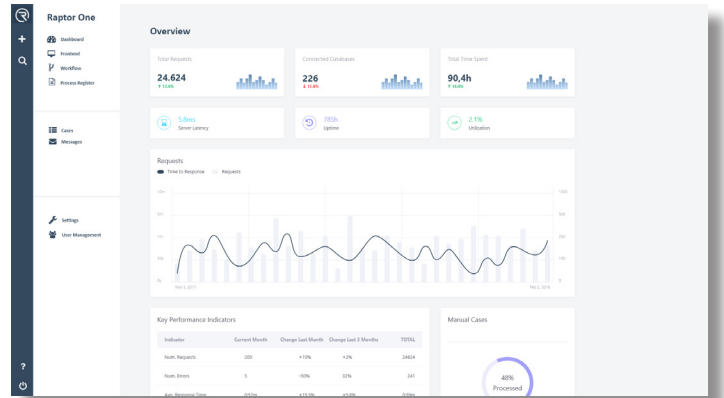 Raptor One
Dashboard
Frontend
Workflow
Process Register
Cases
Messages
Settings
User Management
?
Overview
Total Requests
24.624
Connected Databases
226
Total Time Spent
90,4h
5.8ms
Server Latency
785h
Uptime
2.1%
Utilization
Requests
Time to Response
Requests
Key Performance Indicators
Indicator Current Month Change Last Month Change Last 3 Months TOTAL
Num. Requests 200 +10% +2% 24624
Num. Errors 5 -50% 32% 241
Manual Cases
48%
Processed